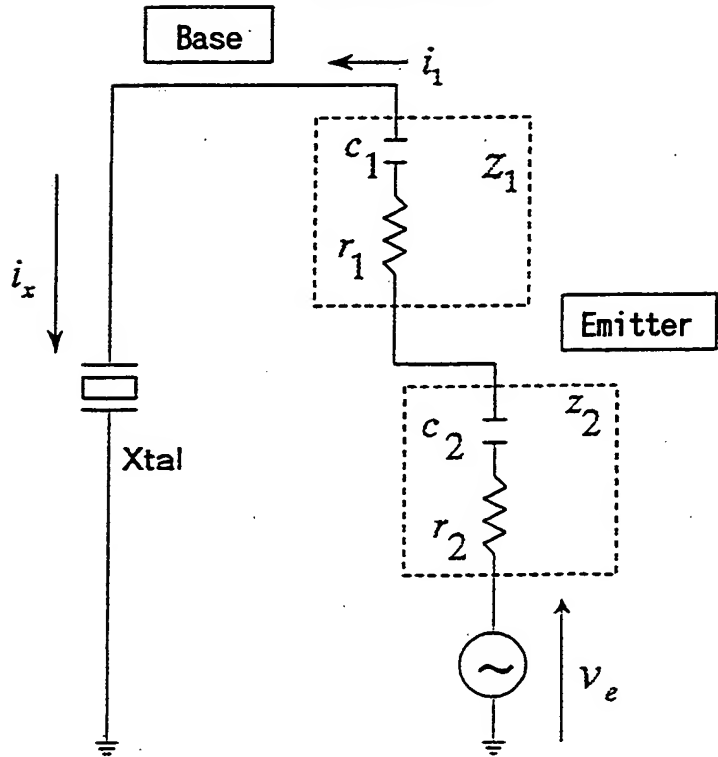 Base
i₁
c₁
Z₁
r₁
iₓ
Emitter
z₂
c₂
Xtal
r₂
~
vₑ